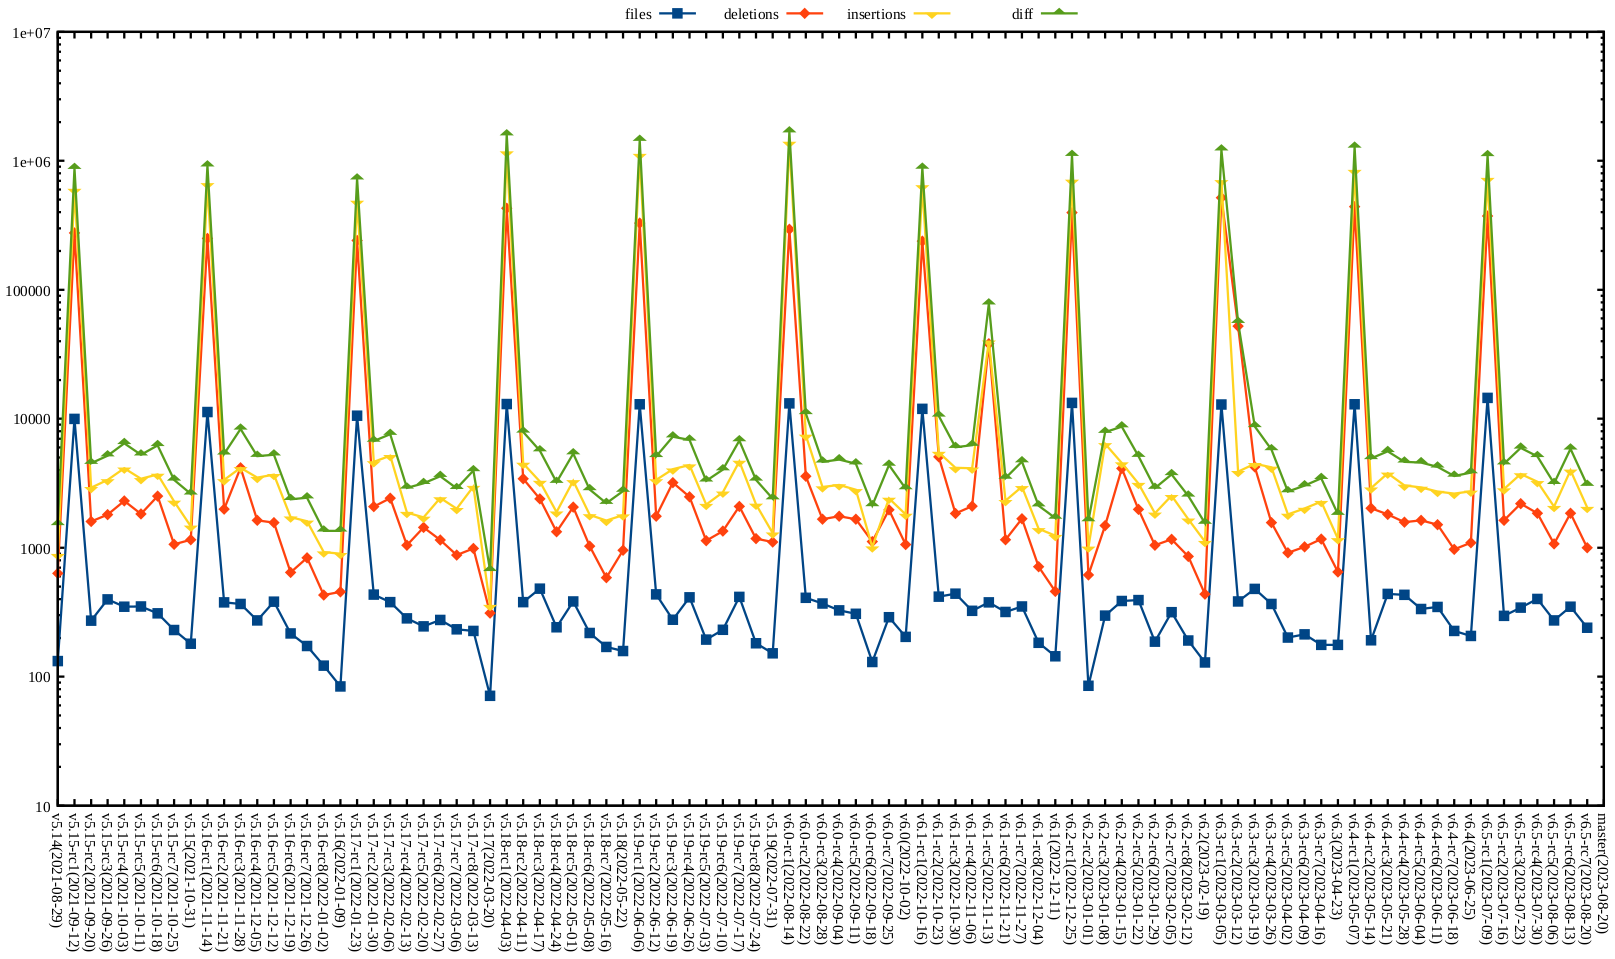 files
deletions
insertions
diff
1e+07
1e+06
100000
10000
1000
100
10
v5.14(2021-08-29)
v5.15-rc1(2021-09-12)
v5.15-rc2(2021-09-20)
v5.15-rc3(2021-09-26)
v5.15-rc4(2021-10-03)
v5.15-rc5(2021-10-11)
v5.15-rc6(2021-10-18)
v5.15-rc7(2021-10-25)
v5.15(2021-10-31)
v5.16-rc1(2021-11-14)
v5.16-rc2(2021-11-21)
v5.16-rc3(2021-11-28)
v5.16-rc4(2021-12-05)
v5.16-rc5(2021-12-12)
v5.16-rc6(2021-12-19)
v5.16-rc7(2021-12-26)
v5.16-rc8(2022-01-02)
v5.16(2022-01-09)
v5.17-rc1(2022-01-23)
v5.17-rc2(2022-01-30)
v5.17-rc3(2022-02-06)
v5.17-rc4(2022-02-13)
v5.17-rc5(2022-02-20)
v5.17-rc6(2022-02-27)
v5.17-rc7(2022-03-06)
v5.17-rc8(2022-03-13)
v5.17(2022-03-20)
v5.18-rc1(2022-04-03)
v5.18-rc2(2022-04-11)
v5.18-rc3(2022-04-17)
v5.18-rc4(2022-04-24)
v5.18-rc5(2022-05-01)
v5.18-rc6(2022-05-08)
v5.18-rc7(2022-05-16)
v5.18(2022-05-22)
v5.19-rc1(2022-06-06)
v5.19-rc2(2022-06-12)
v5.19-rc3(2022-06-19)
v5.19-rc4(2022-06-26)
v5.19-rc5(2022-07-03)
v5.19-rc6(2022-07-10)
v5.19-rc7(2022-07-17)
v5.19-rc8(2022-07-24)
v5.19(2022-07-31)
v6.0-rc1(2022-08-14)
v6.0-rc2(2022-08-22)
v6.0-rc3(2022-08-28)
v6.0-rc4(2022-09-04)
v6.0-rc5(2022-09-11)
v6.0-rc6(2022-09-18)
v6.0-rc7(2022-09-25)
v6.0(2022-10-02)
v6.1-rc1(2022-10-16)
v6.1-rc2(2022-10-23)
v6.1-rc3(2022-10-30)
v6.1-rc4(2022-11-06)
v6.1-rc5(2022-11-13)
v6.1-rc6(2022-11-21)
v6.1-rc7(2022-11-27)
v6.1-rc8(2022-12-04)
v6.1(2022-12-11)
v6.2-rc1(2022-12-25)
v6.2-rc2(2023-01-01)
v6.2-rc3(2023-01-08)
v6.2-rc4(2023-01-15)
v6.2-rc5(2023-01-22)
v6.2-rc6(2023-01-29)
v6.2-rc7(2023-02-05)
v6.2-rc8(2023-02-12)
v6.2(2023-02-19)
v6.3-rc1(2023-03-05)
v6.3-rc2(2023-03-12)
v6.3-rc3(2023-03-19)
v6.3-rc4(2023-03-26)
v6.3-rc5(2023-04-02)
v6.3-rc6(2023-04-09)
v6.3-rc7(2023-04-16)
v6.3(2023-04-23)
v6.4-rc1(2023-05-07)
v6.4-rc2(2023-05-14)
v6.4-rc3(2023-05-21)
v6.4-rc4(2023-05-28)
v6.4-rc5(2023-06-04)
v6.4-rc6(2023-06-11)
v6.4-rc7(2023-06-18)
v6.4(2023-06-25)
v6.5-rc1(2023-07-09)
v6.5-rc2(2023-07-16)
v6.5-rc3(2023-07-23)
v6.5-rc4(2023-07-30)
v6.5-rc5(2023-08-06)
v6.5-rc6(2023-08-13)
v6.5-rc7(2023-08-20)
master(2023-08-20)